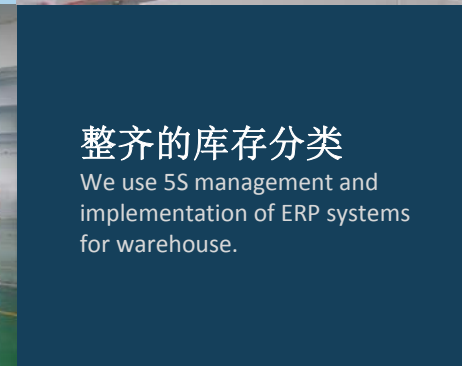 整齐的库存分类
We use 5S management and
implementation of ERP systems
for warehouse.